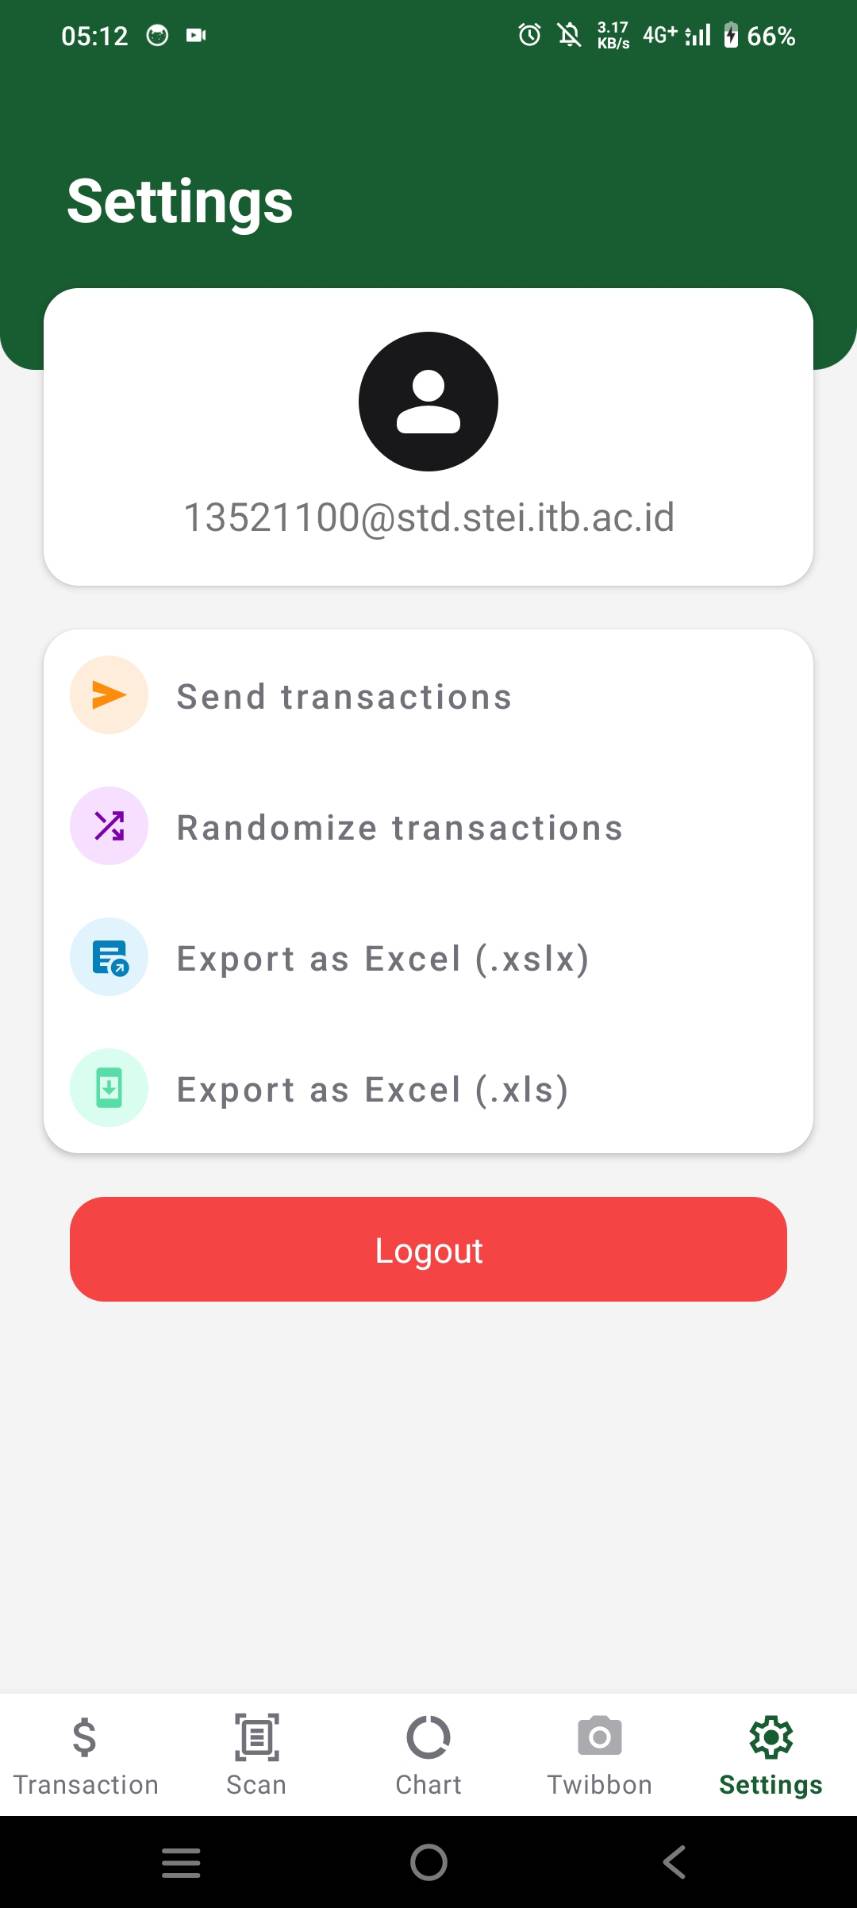 05:12
3.17
KB/s
4G+
66%
Settings
13521100@std.stei.itb.ac.id
Send transactions
Randomize transactions
Export as Excel (.xslx)
Export as Excel (.xls)
Logout
Transaction
Scan
Chart
Twibbon
Settings